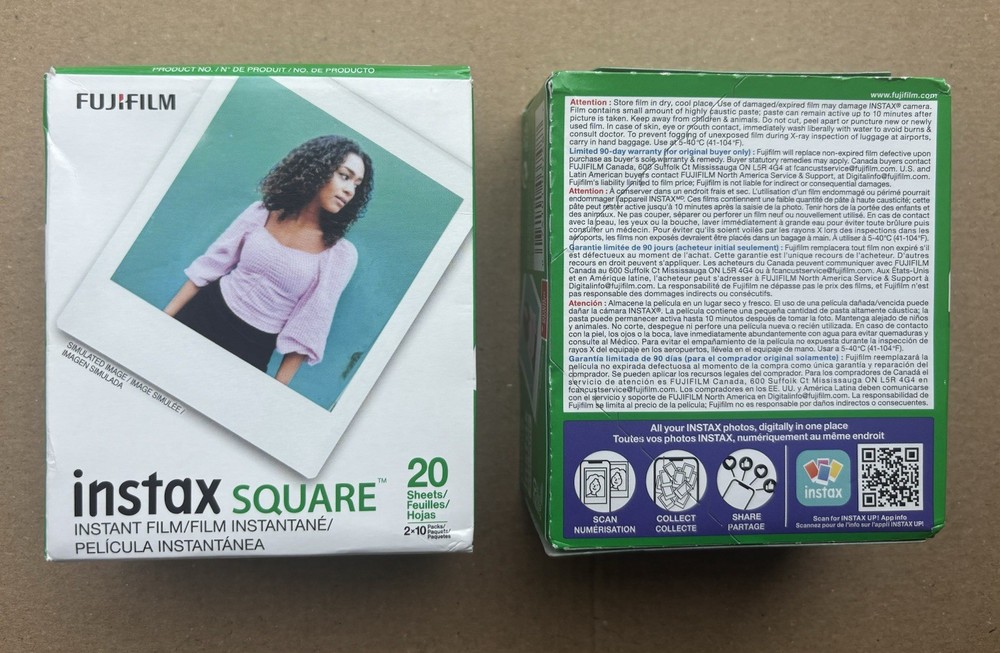 PRODUCT NO. / N° DE PRODUIT / NO. DE PRODUCTO
FUJIFILM
SIMULATED IMAGE / IMAGE SIMULÉE /
IMAGEN SIMULADA
instax SQUARE™
INSTANT FILM/FILM INSTANTANÉ/
PELÍCULA INSTANTÁNEA
20
Sheets/
Feuilles/
Hojas
2×10 Packs/
Paquets/
Paquetes
www.fujifilm.com
Attention : Store film in dry, cool place. Use of damaged/expired film may damage INSTAX® camera.
Film contains small amount of highly caustic paste; paste can remain active up to 10 minutes after
picture is taken. Keep away from children & animals. Do not cut, peel apart or puncture new or newly
used film. In case of skin, eye or mouth contact, immediately wash liberally with water to avoid burns &
consult doctor. To prevent fogging of unexposed film during X-ray inspection of luggage at airports,
carry in hand baggage. Use at 5-40°C (41-104°F).
Limited 90-day warranty (for original buyer only) : Fujifilm will replace non-expired film defective upon
purchase as buyer's sole warranty & remedy. Buyer statutory remedies may apply. Canada buyers contact
FUJIFILM Canada, 600 Suffolk Ct Mississauga ON L5R 4G4 at fcancustservice@fujifilm.com. U.S. and
Latin American buyers contact FUJIFILM North America Service & Support, at Digitalinfo@fujifilm.com.
Fujifilm's liability limited to film price; Fujifilm is not liable for indirect or consequential damages.
Attention : À conserver dans un endroit frais et sec. L'utilisation d'un film endommagé ou périmé pourrait
endommager l'appareil INSTAX MD. Ces films contiennent une faible quantité de pâte à haute causticité; cette
pâte peut rester active jusqu'à 10 minutes après la saisie de la photo. Tenir hors de la portée des enfants et
des animaux. Ne pas couper, séparer ou perforer un film neuf ou nouvellement utilisé. En cas de contact
avec la peau, les yeux ou la bouche, laver immédiatement à grande eau pour éviter toute brûlure puis
consulter un médecin. Pour éviter qu'ils soient voilés par les rayons X lors des inspections dans les
aéroports, les films non exposés devraient être placés dans un bagage à main. À utiliser à 5-40°C (41-104°F).
Garantie limitée de 90 jours (acheteur initial seulement) : Fujifilm remplacera tout film non expiré s'il
est défectueux au moment de l'achat. Cette garantie est l'unique recours de l'acheteur. D'autres
recours en droit peuvent s'appliquer. Les acheteurs du Canada peuvent communiquer avec FUJIFILM
Canada au 600 Suffolk Ct Mississauga ON L5R 4G4 ou à fcancustservice@fujifilm.com. Aux États-Unis
et en Amérique latine, l'acheteur peut s'adresser à FUJIFILM North America Service & Support à
Digitalinfo@fujifilm.com. La responsabilité de Fujifilm ne dépasse pas le prix des films, et Fujifilm n'est
pas responsable des dommages indirects ou consécutifs.
Atención : Almacene la película en un lugar seco y fresco. El uso de una película dañada/vencida puede
dañar la cámara INSTAX®. La película contiene una pequeña cantidad de pasta altamente cáustica; la
pasta puede permanecer activa hasta 10 minutos después de tomar la foto. Mantenga alejado de niños
y animales. No corte, despegue ni perfore una película nueva o recién utilizada. En caso de contacto
con la piel, los ojos o la boca, lave inmediatamente abundantemente con agua para evitar quemaduras y
consulte al Médico. Para evitar el empañamiento de la película no expuesta durante la inspección de
rayos X del equipaje en los aeropuertos, llévela en el equipaje de mano. Usar a 5-40°C (41-104°F).
Garantía limitada de 90 días (para el comprador original solamente) : Fujifilm reemplazará la
película no expirada defectuosa al momento de la compra como única garantía y reparación del
comprador. Se pueden aplicar los recursos legales del comprador. Para los compradores de Canadá el
servicio de atención es FUJIFILM Canada, 600 Suffolk Ct Mississauga ON L5R 4G4 en
fcancustservice@fujifilm.com. Los compradores en los EE. UU. y América Latina deben comunicarse
con el servicio y soporte de FUJIFILM North America en Digitalinfo@fujifilm.com. La responsabilidad de
Fujifilm se limita al precio de la película; Fujifilm no es responsable por daños indirectos o consecuentes.
All your INSTAX photos, digitally in one place
Toutes vos photos INSTAX, numériquement au même endroit
SCAN
NUMÉRISATION
COLLECT
COLLECTE
SHARE
PARTAGE
instax
Scan for INSTAX UP! App info
Scannez pour de l'info sur l'appli INSTAX UP!